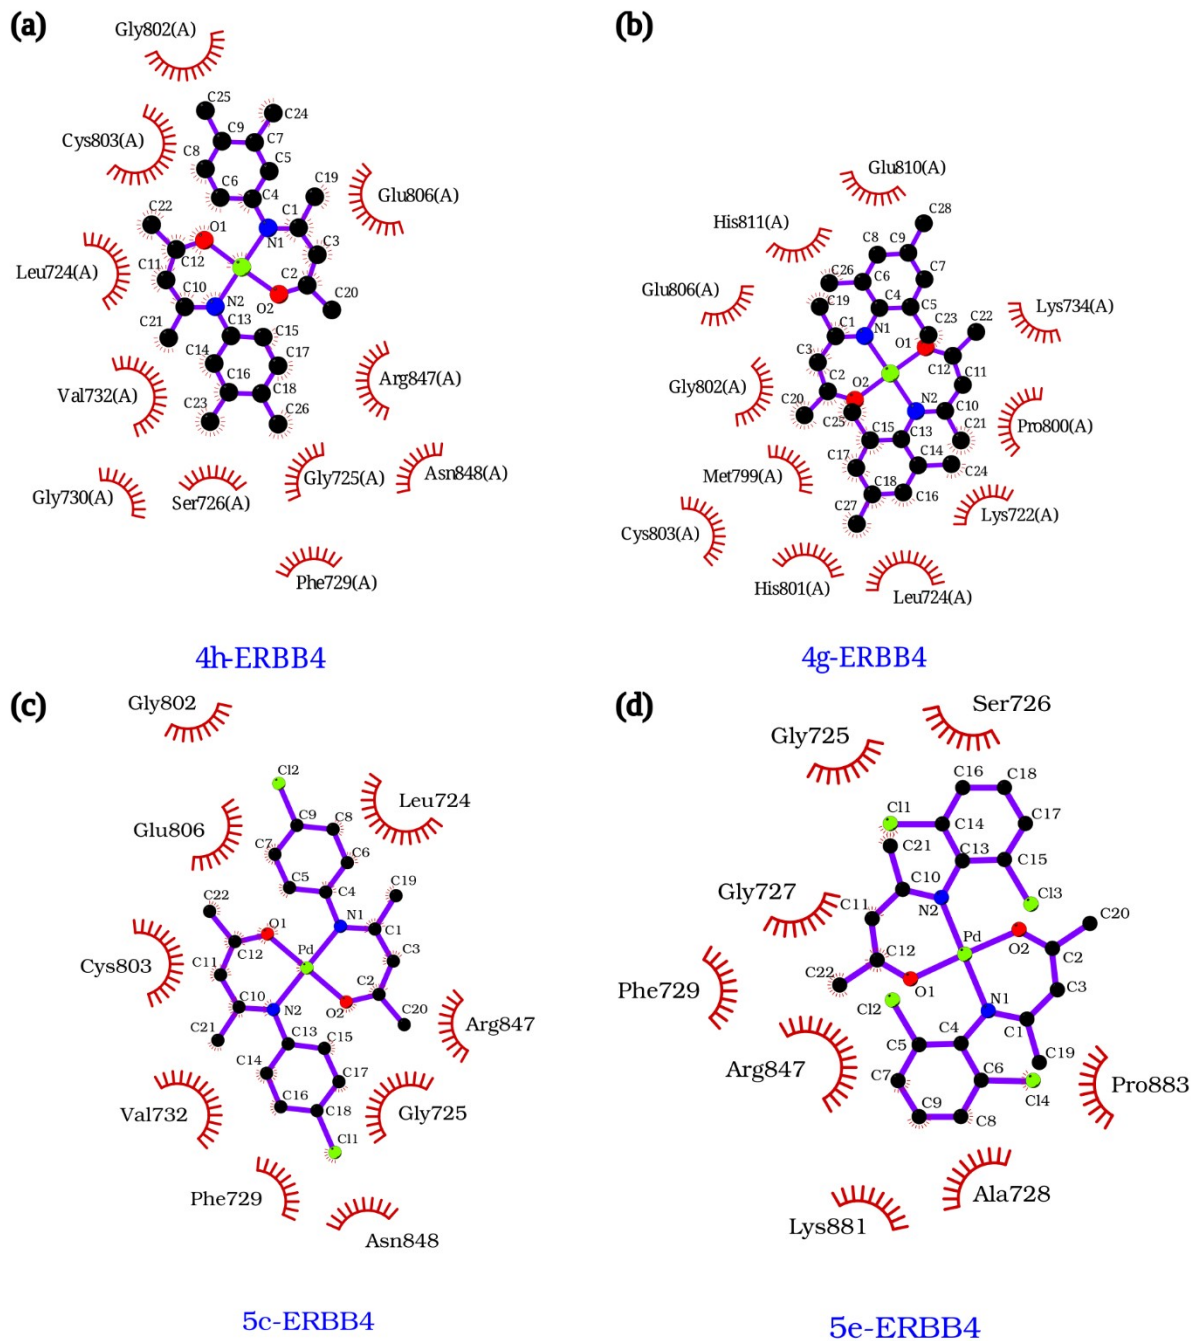 (a)
Gly802(A)
C25
C24
Cys803(A)
C9
C7
C8
C5
C19
Glu806(A)
C6
C4
C22
O1
C1
N1
C3
Leu724(A)
C11
C12
C2
C10
N2
O2
C20
C21
C13
C15
C14
C17
Val732(A)
C16
C18
Arg847(A)
C23
C26
Gly730(A)
Ser726(A)
Gly725(A)
Asn848(A)
Phe729(A)
4h-ERBB4
(b)
Glu810(A)
C28
His811(A)
C8
C9
C26
C6
C7
Glu806(A)
C19
C4
C5
C23
C22
Lys734(A)
C1
N1
O1
C3
C12
C2
O2
C11
Gly802(A)
N2
C10
C20
C25
C21
Pro800(A)
C15
C13
C17
C14
Met799(A)
C24
C18
C16
C27
Cys803(A)
Lys722(A)
His801(A)
Leu724(A)
4g-ERBB4
(c)
Gly802
Cl2
Leu724
C9
C8
Glu806
C7
C6
C5
C4
C19
C22
O1
N1
C1
C12
Pd
C3
Cys803
C11
C2
C10
N2
O2
C20
C21
C13
C15
Arg847
C14
C17
C16
C18
Val732
Gly725
Cl1
Phe729
Asn848
5c-ERBB4
(d)
Ser726
Gly725
C16
C18
Cl1
C14
C17
C21
C13
C15
C10
Gly727
N2
Cl3
C11
C20
Pd
O2
C12
C2
C22
O1
C3
Phe729
Cl2
N1
C4
C1
C5
C19
Arg847
C6
C7
Cl4
Pro883
C9
C8
Ala728
Lys881
5e-ERBB4